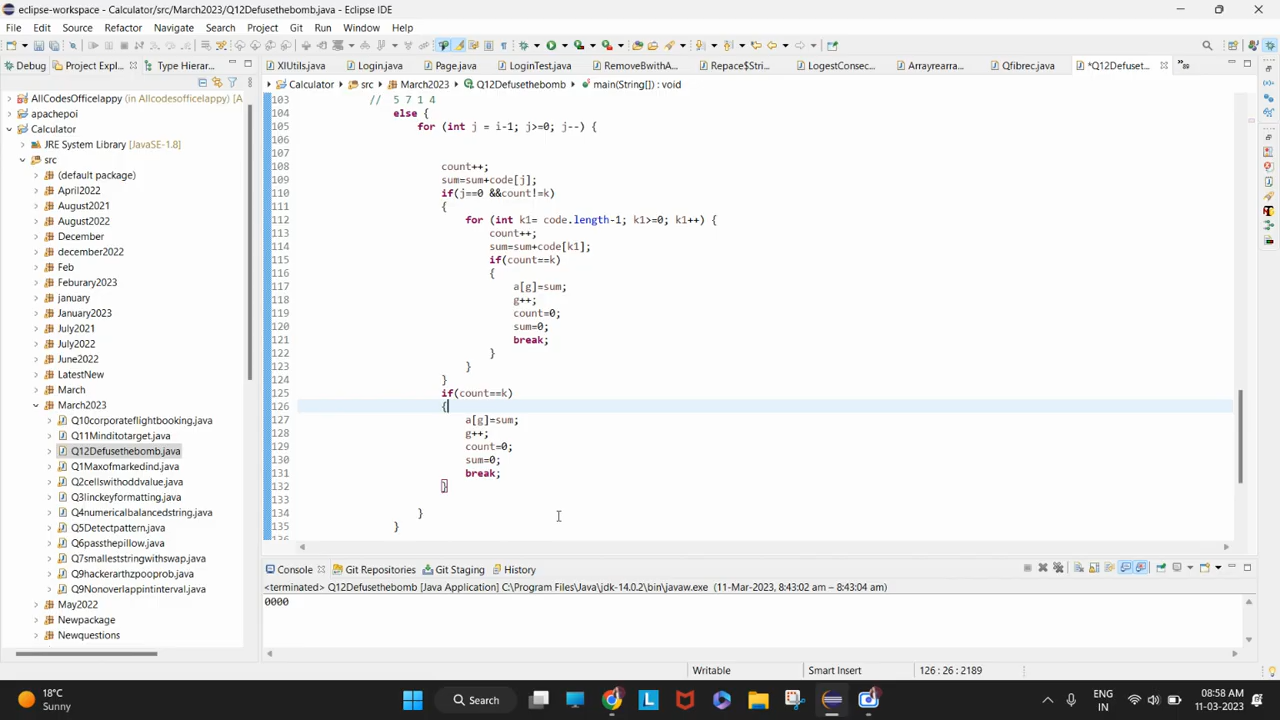 eclipse-workspace - Calculator/src/March2023/Q12Defusethebomb.java - Eclipse IDE
File Edit Source Refactor Navigate Search Project Git Run Window Help
Debug Project Expl... Type Hierar...
XlUtils.java Login.java Page.java LoginTest.java RemoveBwithA... Repace$Stri... LogestConsec... Arrayrearra... Qfibrec.java *Q12Defuset...
Calculator src March2023 Q12Defusethebomb main(String[]) : void
AllCodesOfficelappy (in Allcodesofficelappy) [A
apachepoi
Calculator
JRE System Library [JavaSE-1.8]
src
(default package)
April2022
August2021
August2022
December
december2022
Feb
Feburary2023
january
January2023
July2021
July2022
June2022
LatestNew
March
March2023
Q10corporateflightbooking.java
Q11Minditotarget.java
Q12Defusethebomb.java
Q1Maxofmarkedind.java
Q2cellswithoddvalue.java
Q3linckeyformatting.java
Q4numericalbalancedstring.java
Q5Detectpattern.java
Q6passthepillow.java
Q7smalleststringwithswap.java
Q9hackerarthzpooprob.java
Q9Nonoverlappintinterval.java
May2022
Newpackage
Newquestions
103 // 5 7 1 4
104 else {
105 for (int j = i-1; j>=0; j--) {
106
107
108 count++;
109 sum=sum+code[j];
110 if(j==0 &&count!=k)
111 {
112 for (int k1= code.length-1; k1>=0; k1++) {
113 count++;
114 sum=sum+code[k1];
115 if(count==k)
116 {
117 a[g]=sum;
118 g++;
119 count=0;
120 sum=0;
121 break;
122 }
123 }
124 }
125 if(count==k)
126 {
127 a[g]=sum;
128 g++;
129 count=0;
130 sum=0;
131 break;
132 }
133
134 }
135 }
Console Git Repositories Git Staging History
<terminated> Q12Defusethebomb [Java Application] C:\Program Files\Java\jdk-14.0.2\bin\javaw.exe (11-Mar-2023, 8:43:02 am – 8:43:04 am)
0000
Writable Smart Insert 126 : 26 : 2189
18°C
Sunny
Search
ENG
IN
08:58 AM
11-03-2023